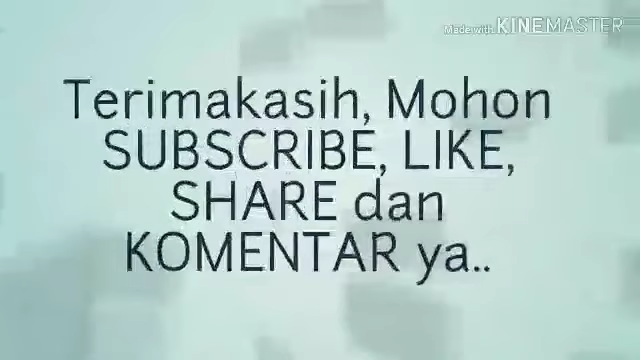 Made with KINEMASTER
Terimakasih, Mohon
SUBSCRIBE, LIKE,
SHARE dan
KOMENTAR ya..